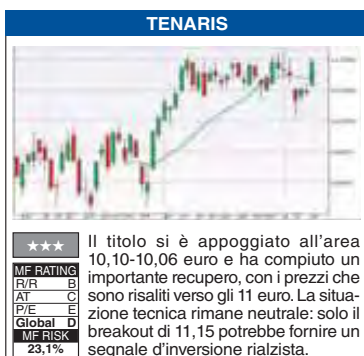 TENARIS
★★★
MF RATING
R/R B
AT C
P/E E
Global D
MF RISK
23,1%
Il titolo si è appoggiato all'area
10,10-10,06 euro e ha compiuto un
importante recupero, con i prezzi che
sono risaliti verso gli 11 euro. La situa-
zione tecnica rimane neutrale: solo il
breakout di 11,15 potrebbe fornire un
segnale d'inversione rialzista.